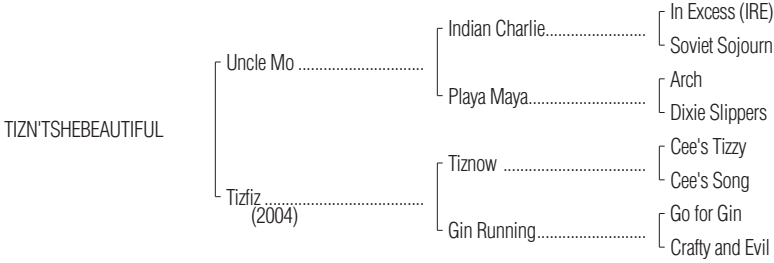 In Excess (IRE)
Indian Charlie........................
Soviet Sojourn
Uncle Mo ..............................
Arch
Playa Maya............................
Dixie Slippers
TIZN'TSHEBEAUTIFUL
Cee's Tizzy
Tiznow ..................................
Cee's Song
Tizfiz ......................................
(2004)
Go for Gin
Gin Running..........................
Crafty and Evil